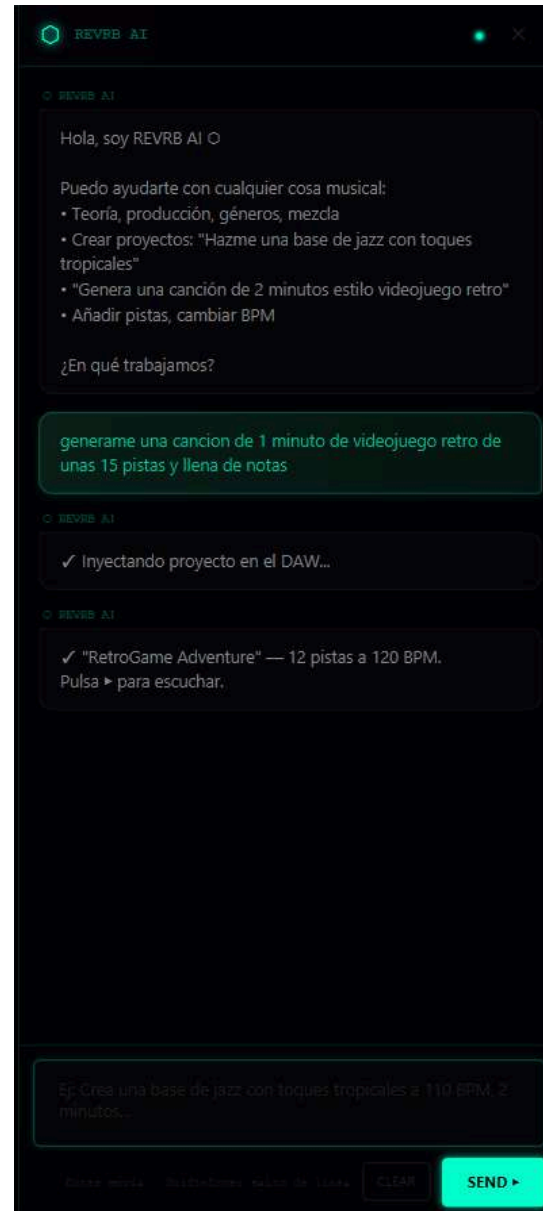 REVRB AI
REVRB AI
Hola, soy REVRB AI
Puedo ayudarte con cualquier cosa musical:
• Teoría, producción, géneros, mezcla
• Crear proyectos: "Hazme una base de jazz con toques
tropicales"
• "Genera una canción de 2 minutos estilo videojuego retro"
• Añadir pistas, cambiar BPM
¿En qué trabajamos?
generame una cancion de 1 minuto de videojuego retro de
unas 15 pistas y llena de notas
REVRB AI
✓ Inyectando proyecto en el DAW...
REVRB AI
✓ "RetroGame Adventure" — 12 pistas a 120 BPM.
Pulsa ▸ para escuchar.
Ej: Crea una base de jazz con toques tropicales a 110 BPM, 2
minutos...
CLEAR
SEND ▸